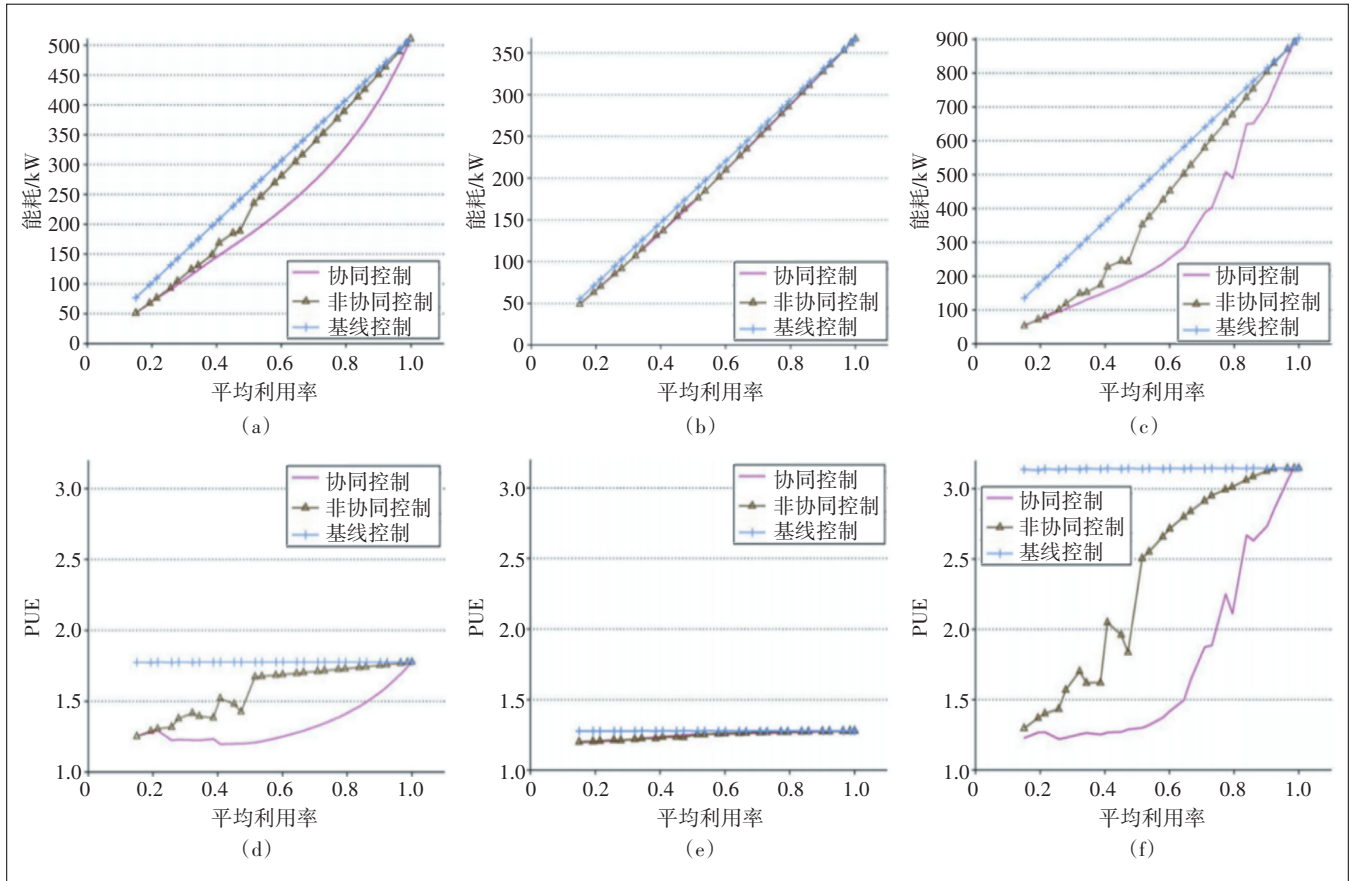 500
450
400
350
300
250
200
150
100
50
0
能耗/kW
0
0.2
0.4
0.6
0.8
1.0
平均利用率
协同控制
非协同控制
基线控制
(a)
350
300
250
200
150
100
50
0
能耗/kW
0
0.2
0.4
0.6
0.8
1.0
平均利用率
协同控制
非协同控制
基线控制
(b)
900
800
700
600
500
400
300
200
100
0
能耗/kW
0
0.2
0.4
0.6
0.8
1.0
平均利用率
协同控制
非协同控制
基线控制
(c)
3.0
2.5
2.0
1.5
1.0
PUE
0
0.2
0.4
0.6
0.8
1.0
平均利用率
协同控制
非协同控制
基线控制
(d)
3.0
2.5
2.0
1.5
1.0
PUE
0
0.2
0.4
0.6
0.8
1.0
平均利用率
协同控制
非协同控制
基线控制
(e)
3.0
2.5
2.0
1.5
1.0
PUE
0
0.2
0.4
0.6
0.8
1.0
平均利用率
协同控制
非协同控制
基线控制
(f)